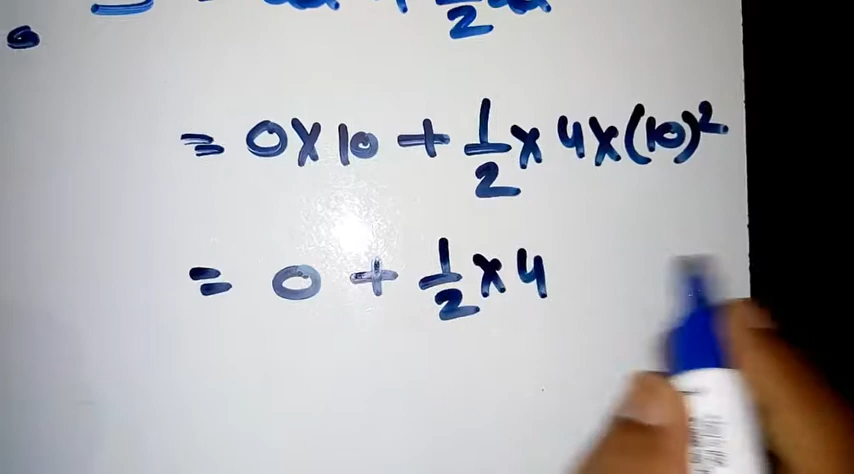 = 0 × 10 + 1/2 × 4 × (10)²
= 0 + 1/2 × 4